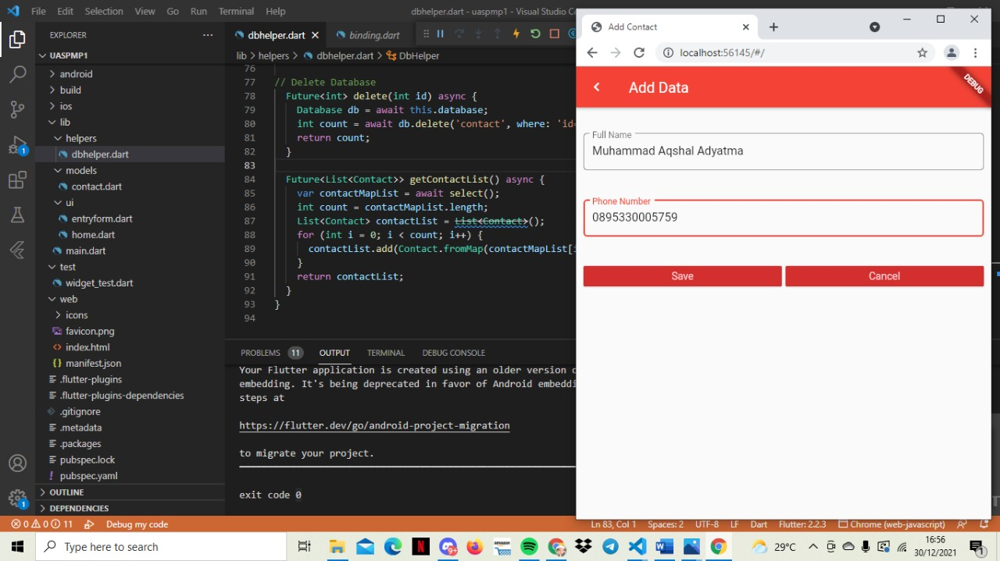 File Edit Selection View Go Run Terminal Help
dbhelper.dart - uaspmp1 - Visual Studio Co
EXPLORER
UASPMP1
android
build
ios
lib
helpers
dbhelper.dart
models
contact.dart
ui
entryform.dart
home.dart
main.dart
test
widget_test.dart
web
icons
favicon.png
index.html
manifest.json
.flutter-plugins
.flutter-plugins-dependencies
.gitignore
.metadata
.packages
pubspec.lock
pubspec.yaml
OUTLINE
DEPENDENCIES
dbhelper.dart
binding.dart
lib > helpers > dbhelper.dart > DbHelper
76
77 // Delete Database
78 Future<int> delete(int id) async {
79 Database db = await this.database;
80 int count = await db.delete('contact', where: 'id=
81 return count;
82 }
83
84 Future<List<Contact>> getContactList() async {
85 var contactMapList = await select();
86 int count = contactMapList.length;
87 List<Contact> contactList = List<Contact>();
88 for (int i = 0; i < count; i++) {
89 contactList.add(Contact.fromMap(contactMapList[i
90 }
91 return contactList;
92 }
93 }
94
PROBLEMS 11 OUTPUT TERMINAL DEBUG CONSOLE
Your Flutter application is created using an older version o
embedding. It's being deprecated in favor of Android embeddi
steps at
https://flutter.dev/go/android-project-migration
to migrate your project.
exit code 0
Add Contact
localhost:56145/#/
Add Data
DEBUG
Full Name
Muhammad Aqshal Adyatma
Phone Number
0895330005759
Save Cancel
1
1
0 0 11 Debug my code
Ln 83, Col 1 Spaces: 2 UTF-8 LF Dart Flutter: 2.2.3 Chrome (web-javascript)
Type here to search
9+
29°C
16:56
30/12/2021
1